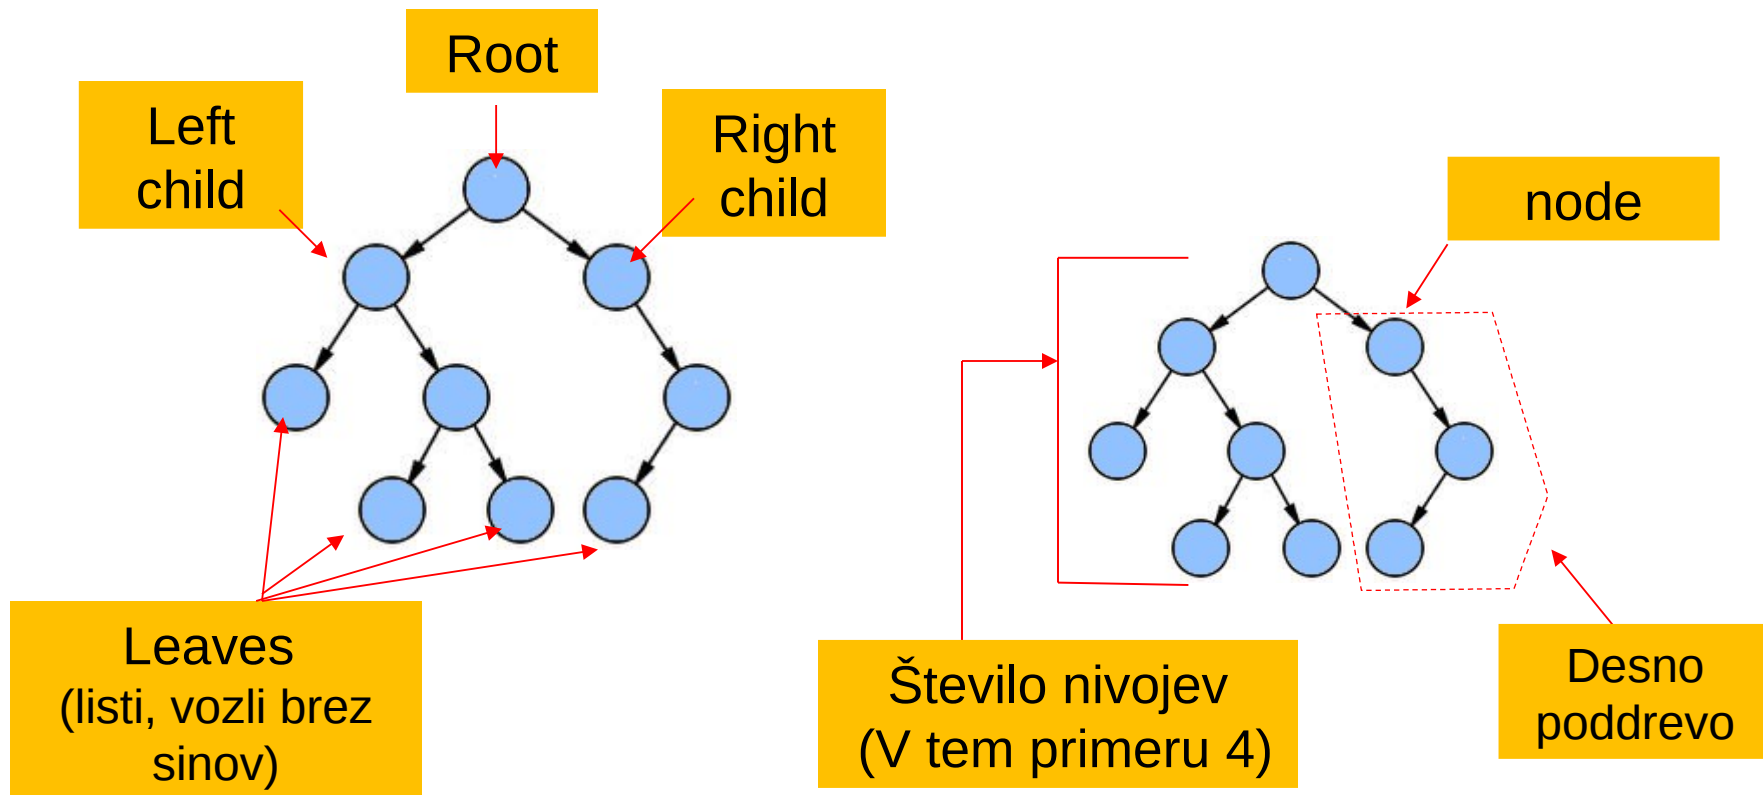 Root
Left
child
Right
child
node
Leaves
(listi, vozli brez
sinov)
Število nivojev
(V tem primeru 4)
Desno
poddrevo